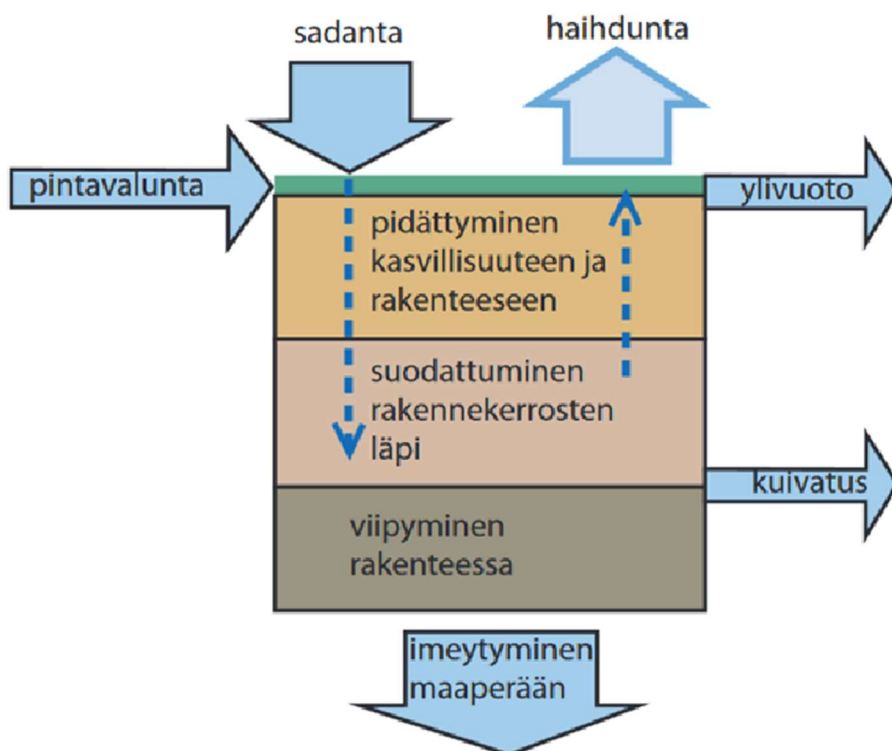 sadanta
haihdunta
pintavalunta
ylivuoto
pidättyminen
kasvillisuuteen ja
rakenteeseen
suodattuminen
rakennekerrosten
läpi
kuivatus
viipyminen
rakenteessa
imeytyminen
maaperään